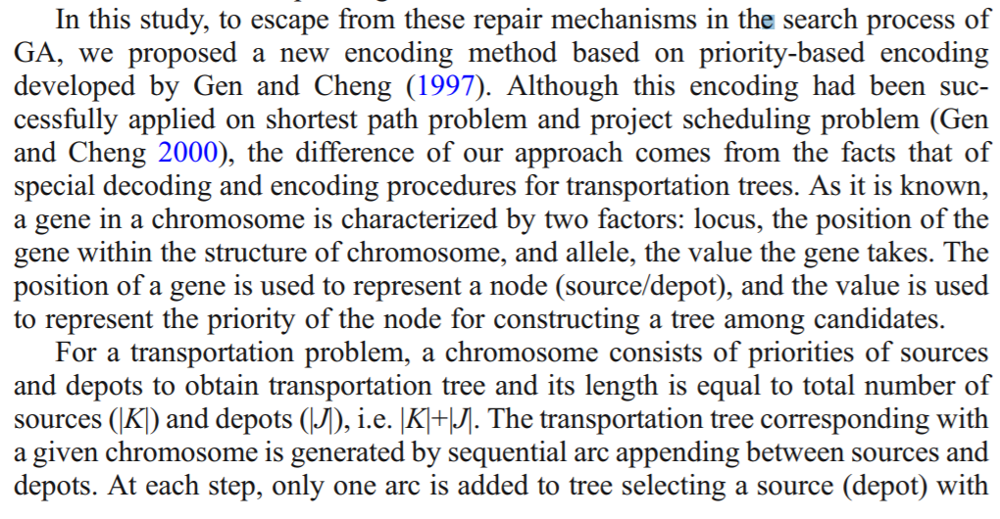 In this study, to escape from these repair mechanisms in the search process of
GA, we proposed a new encoding method based on priority-based encoding
developed by Gen and Cheng (1997). Although this encoding had been suc-
cessfully applied on shortest path problem and project scheduling problem (Gen
and Cheng 2000), the difference of our approach comes from the facts that of
special decoding and encoding procedures for transportation trees. As it is known,
a gene in a chromosome is characterized by two factors: locus, the position of the
gene within the structure of chromosome, and allele, the value the gene takes. The
position of a gene is used to represent a node (source/depot), and the value is used
to represent the priority of the node for constructing a tree among candidates.
For a transportation problem, a chromosome consists of priorities of sources
and depots to obtain transportation tree and its length is equal to total number of
sources (|K|) and depots (|J|), i.e. |K|+|J|. The transportation tree corresponding with
a given chromosome is generated by sequential arc appending between sources and
depots. At each step, only one arc is added to tree selecting a source (depot) with